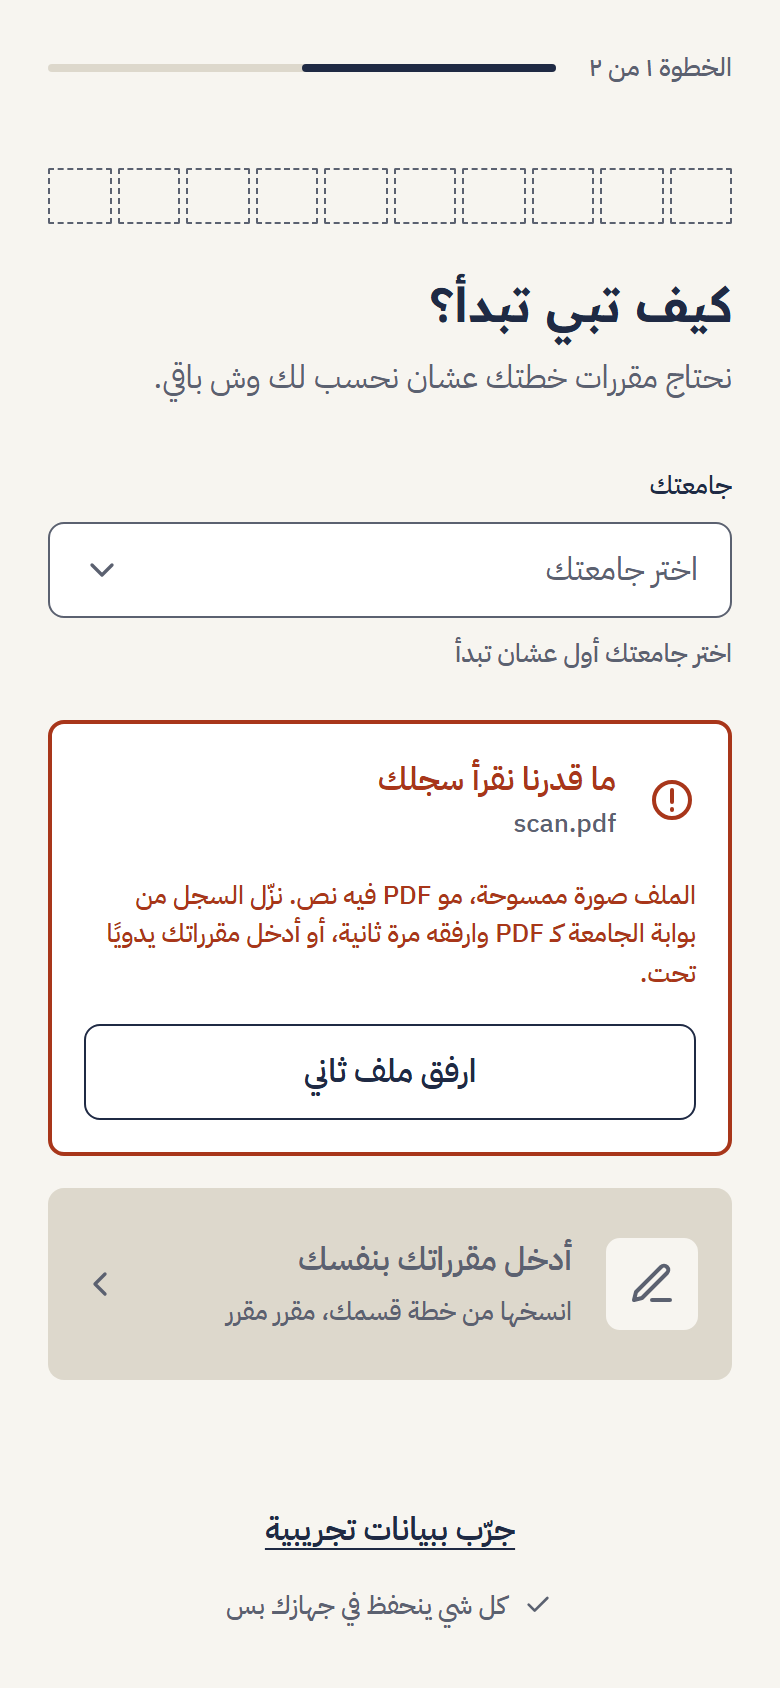 الخطوة ١ من ٢
كيف تبي تبدأ؟
نحتاج مقررات خطتك عشان نحسب لك وش باقي.
جامعتك
اختر جامعتك
اختر جامعتك أول عشان تبدأ
ما قدرنا نقرأ سجلك
scan.pdf
الملف صورة ممسوحة، مو PDF فيه نص. نزّل السجل من
بوابة الجامعة كـ PDF وارفقه مرة ثانية، أو أدخل مقرراتك يدويًا
تحت.
ارفق ملف ثاني
أدخل مقرراتك بنفسك
انسخها من خطة قسمك، مقرر مقرر
جرّب ببيانات تجريبية
كل شي ينحفظ في جهازك بس